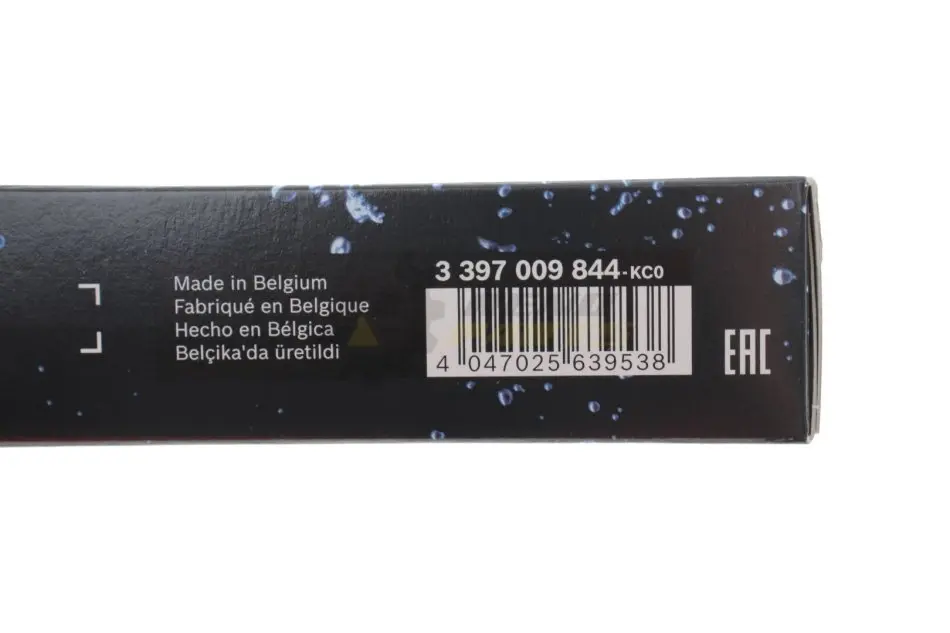 Made in Belgium
Fabriqué en Belgique
Hecho en Bélgica
Belçika'da üretildi
3 397 009 844-KC0
4 047025 639538
EAC